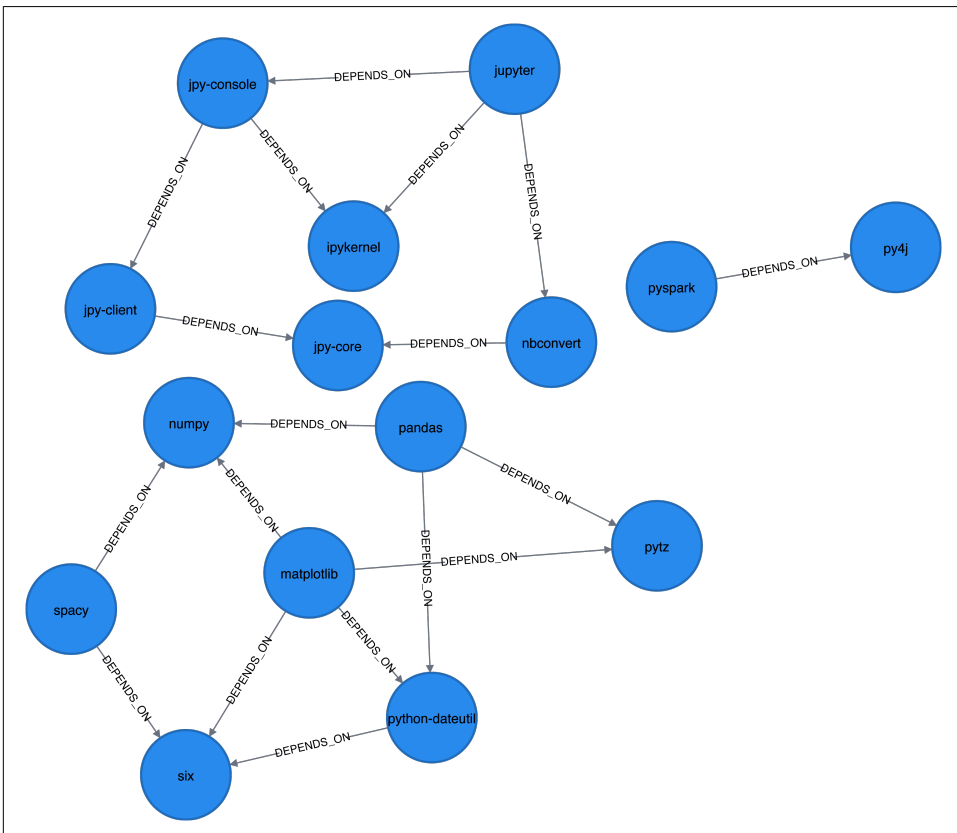 jpy-console
DEPENDS_ON
jupyter
DEPENDS_ON
DEPENDS_ON
DEPENDS_ON
DEPENDS_ON
ipykernel
pyspark
DEPENDS_ON
py4j
jpy-client
DEPENDS_ON
jpy-core
DEPENDS_ON
nbconvert
numpy
DEPENDS_ON
pandas
DEPENDS_ON
DEPENDS_ON
DEPENDS_ON
DEPENDS_ON
matplotlib
DEPENDS_ON
pytz
spacy
DEPENDS_ON
DEPENDS_ON
DEPENDS_ON
python-dateutil
DEPENDS_ON
six